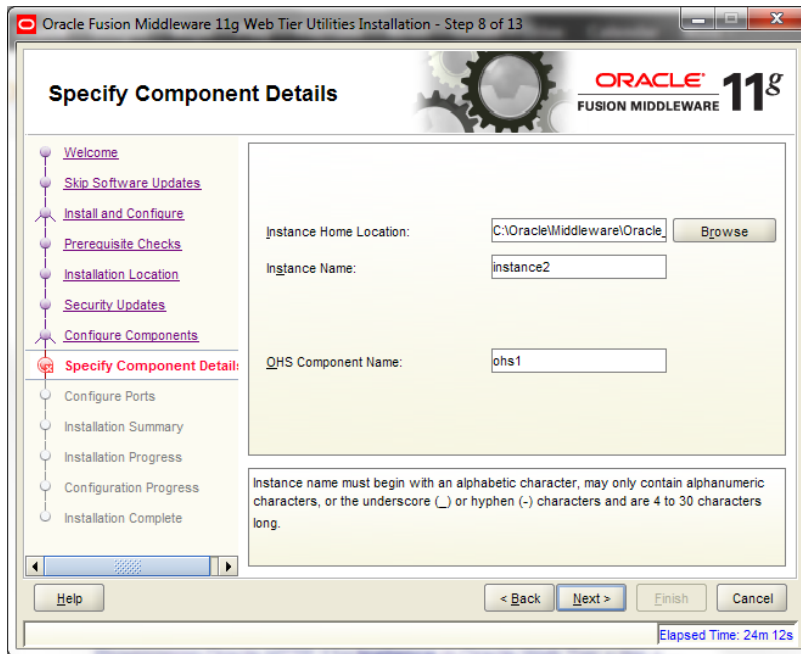 Oracle Fusion Middleware 11g Web Tier Utilities Installation - Step 8 of 13
Specify Component Details
ORACLE
FUSION MIDDLEWARE 11g
Welcome
Skip Software Updates
Install and Configure
Prerequisite Checks
Installation Location
Security Updates
Configure Components
Specify Component Details
Configure Ports
Installation Summary
Installation Progress
Configuration Progress
Installation Complete
Instance Home Location: C:\Oracle\Middleware\Oracle_ Browse
Instance Name: instance2
OHS Component Name: ohs1
Instance name must begin with an alphabetic character, may only contain alphanumeric
characters, or the underscore (_) or hyphen (-) characters and are 4 to 30 characters
long.
Help < Back Next > Finish Cancel
Elapsed Time: 24m 12s